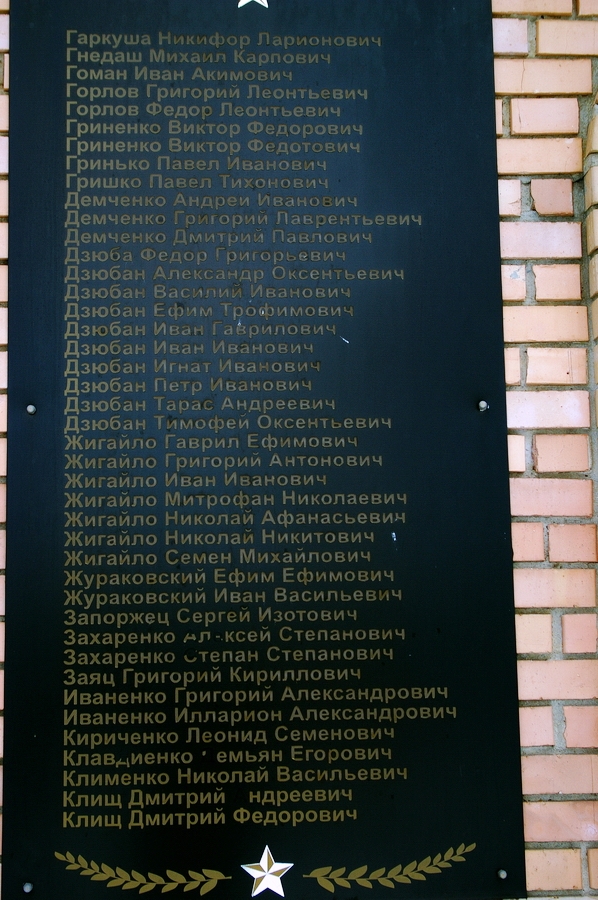 Гаркуша Никифор Ларионович
Гнедаш Михаил Карпович
Гоман Иван Акимович
Горлов Григорий Леонтьевич
Горлов Федор Леонтьевич
Гриненко Виктор Федорович
Гриненко Виктор Федотович
Гринько Павел Иванович
Гришко Павел Тихонович
Демченко Андрей Иванович
Демченко Григорий Лаврентьевич
Демченко Дмитрий Павлович
Дзюба Федор Григорьевич
Дзюбан Александр Оксентьевич
Дзюбан Василий Иванович
Дзюбан Ефим Трофимович
Дзюбан Иван Гаврилович
Дзюбан Иван Иванович
Дзюбан Игнат Иванович
Дзюбан Петр Иванович
Дзюбан Тарас Андреевич
Дзюбан Тимофей Оксентьевич
Жигайло Гаврил Ефимович
Жигайло Григорий Антонович
Жигайло Иван Иванович
Жигайло Митрофан Николаевич
Жигайло Николай Афанасьевич
Жигайло Николай Никитович
Жигайло Семен Михайлович
Жураковский Ефим Ефимович
Жураковский Иван Васильевич
Запоржец Сергей Изотович
Захаренко Алексей Степанович
Захаренко Степан Степанович
Заяц Григорий Кириллович
Иваненко Григорий Александрович
Иваненко Илларион Александрович
Кириченко Леонид Семенович
Клавдиенко емьян Егорович
Клименко Николай Васильевич
Клищ Дмитрий ндреевич
Клищ Дмитрий Федорович